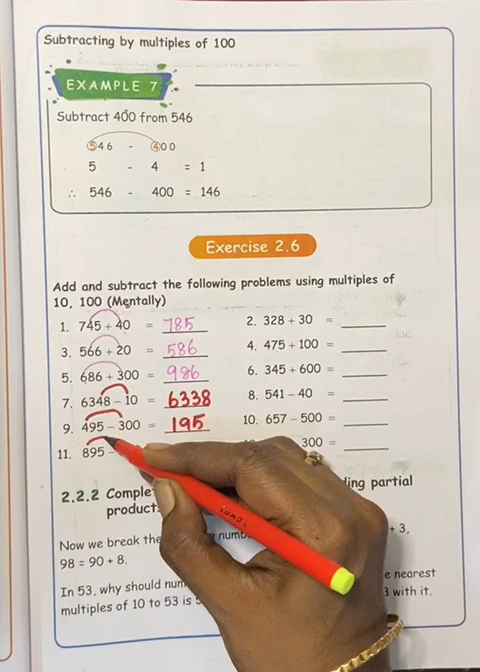 Subtracting by multiples of 100
EXAMPLE 7
Subtract 400 from 546
546 - 400
5 - 4 = 1
∴ 546 - 400 = 146
Exercise 2.6
Add and subtract the following problems using multiples of
10, 100 (Mentally)
1. 745 + 40 = 785
2. 328 + 30 =
3. 566 + 20 = 586
4. 475 + 100 =
5. 686 + 300 = 986
6. 345 + 600 =
7. 6348 - 10 = 6338
8. 541 - 40 =
9. 495 - 300 = 195
10. 657 - 500 =
11. 895 -
300 =
2.2.2 Complete
ding partial
product
Now we break the numb
+ 3,
98 = 90 + 8.
In 53, why should num
e nearest
multiples of 10 to 53 is 5
3 with it.